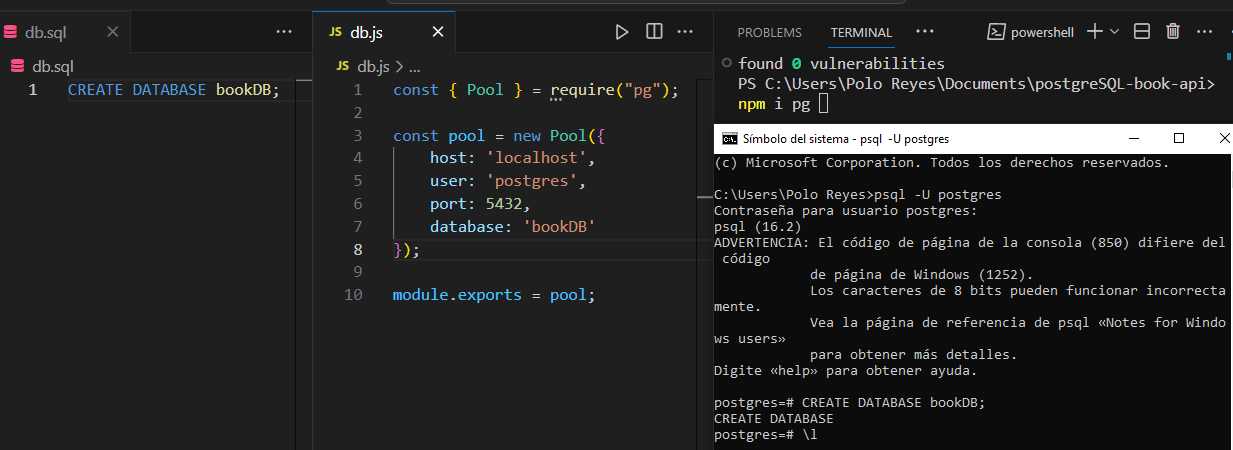 db.sql
db.sql
1 CREATE DATABASE bookDB;
JS db.js
JS db.js > ...
1 const { Pool } = require("pg");
2
3 const pool = new Pool({
4 host: 'localhost',
5 user: 'postgres',
6 port: 5432,
7 database: 'bookDB'
8 });
9
10 module.exports = pool;
PROBLEMS TERMINAL ... powershell
found 0 vulnerabilities
PS C:\Users\Polo Reyes\Documents\postgreSQL-book-api>
npm i pg
Símbolo del sistema - psql -U postgres
(c) Microsoft Corporation. Todos los derechos reservados.
C:\Users\Polo Reyes>psql -U postgres
Contraseña para usuario postgres:
psql (16.2)
ADVERTENCIA: El código de página de la consola (850) difiere del
código
de página de Windows (1252).
Los caracteres de 8 bits pueden funcionar incorrecta
mente.
Vea la página de referencia de psql «Notes for Windo
ws users»
para obtener más detalles.
Digite «help» para obtener ayuda.
postgres=# CREATE DATABASE bookDB;
CREATE DATABASE
postgres=# \l